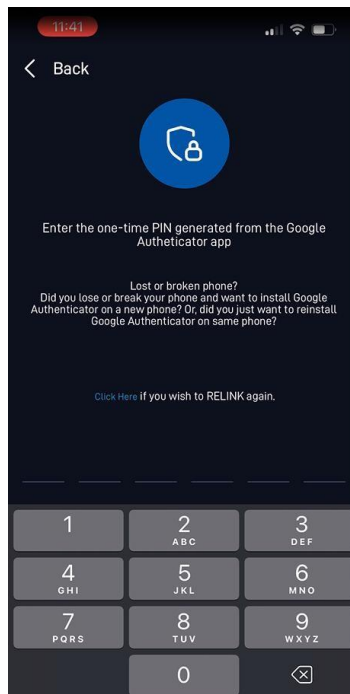 11:41
Back
Enter the one-time PIN generated from the Google
Autheticator app
Lost or broken phone?
Did you lose or break your phone and want to install Google
Authenticator on a new phone? Or, did you just want to reinstall
Google Authenticator on same
phone?
Click Here if you wish to RELINK again.
1
2
ABC
3
DEF
4
GHI
5
JKL
6
MNO
7
PQRS
8
TUV
9
WXYZ
0